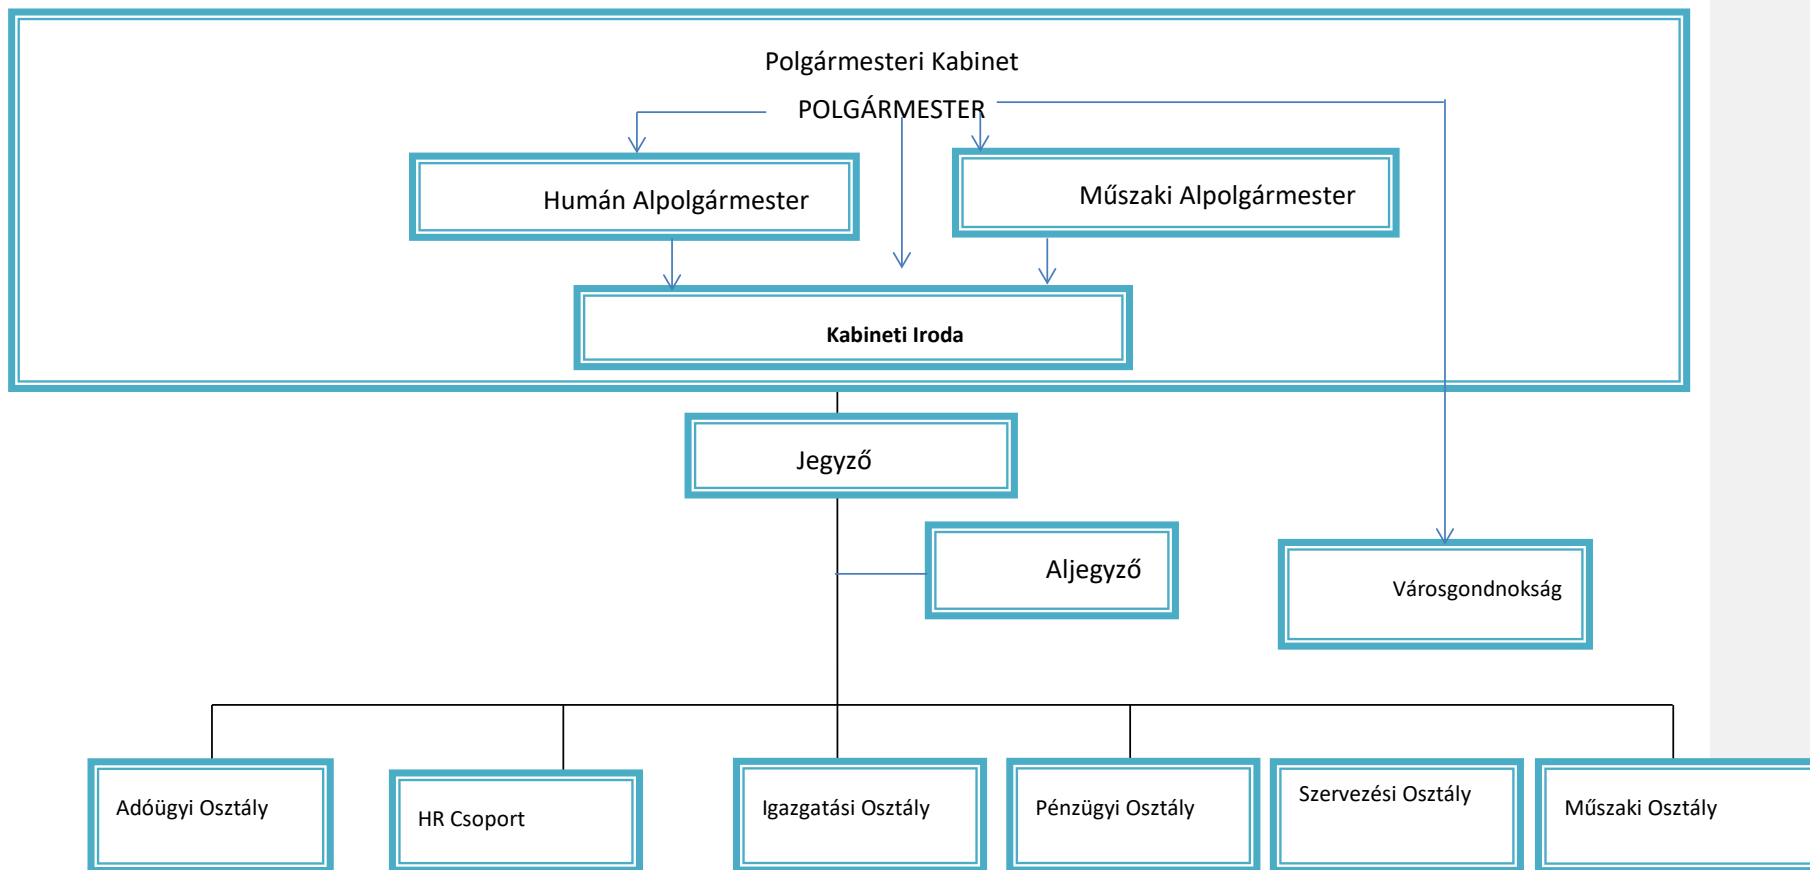 Polgármesteri Kabinet
POLGÁRMESTER
Humán Alpolgármester
Műszaki Alpolgármester
Kabineti Iroda
Jegyző
Aljegyző
Városgondnokság
Adóügyi Osztály
HR Csoport
Igazgatási Osztály
Pénzügyi Osztály
Szervezési Osztály
Műszaki Osztály